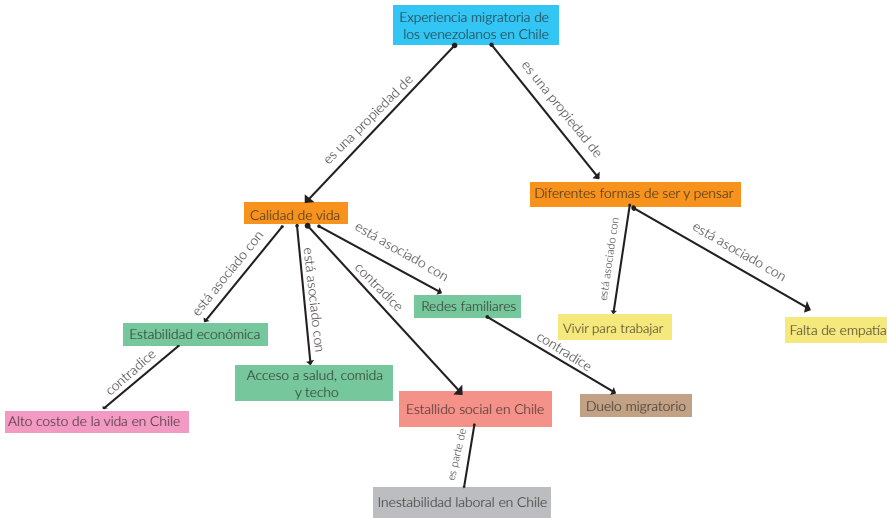 Experiencia migratoria de
los venezolanos en Chile
es una propiedad de
es una propiedad de
Diferentes formas de ser y pensar
Calidad de vida
está asociado con
está asociado con
contradice
está asociado con
está asociado con
está asociado con
Redes familiares
Vivir para trabajar
Falta de empatía
Estabilidad económica
contradice
contradice
Acceso a salud, comida
y techo
Estallido social en Chile
Duelo migratorio
Alto costo de la vida en Chile
es parte de
Inestabilidad laboral en Chile